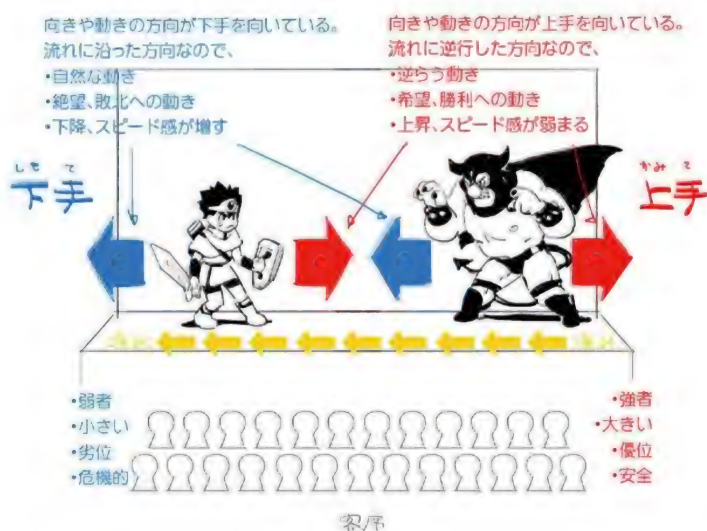 向きや動きの方向が下手を向いている。
流れに沿った方向なので、
・自然な動き
・絶望、敗北への動き
・下降、スピード感が増す
向きや動きの方向が上手を向いている。
流れに逆行した方向なので、
・逆らう動き
・希望、勝利への動き
・上昇、スピード感が弱まる
しもて
下手
かみて
上手
・弱者
・小さい
・劣位
・危機的
・強者
・大きい
・優位
・安全
客席